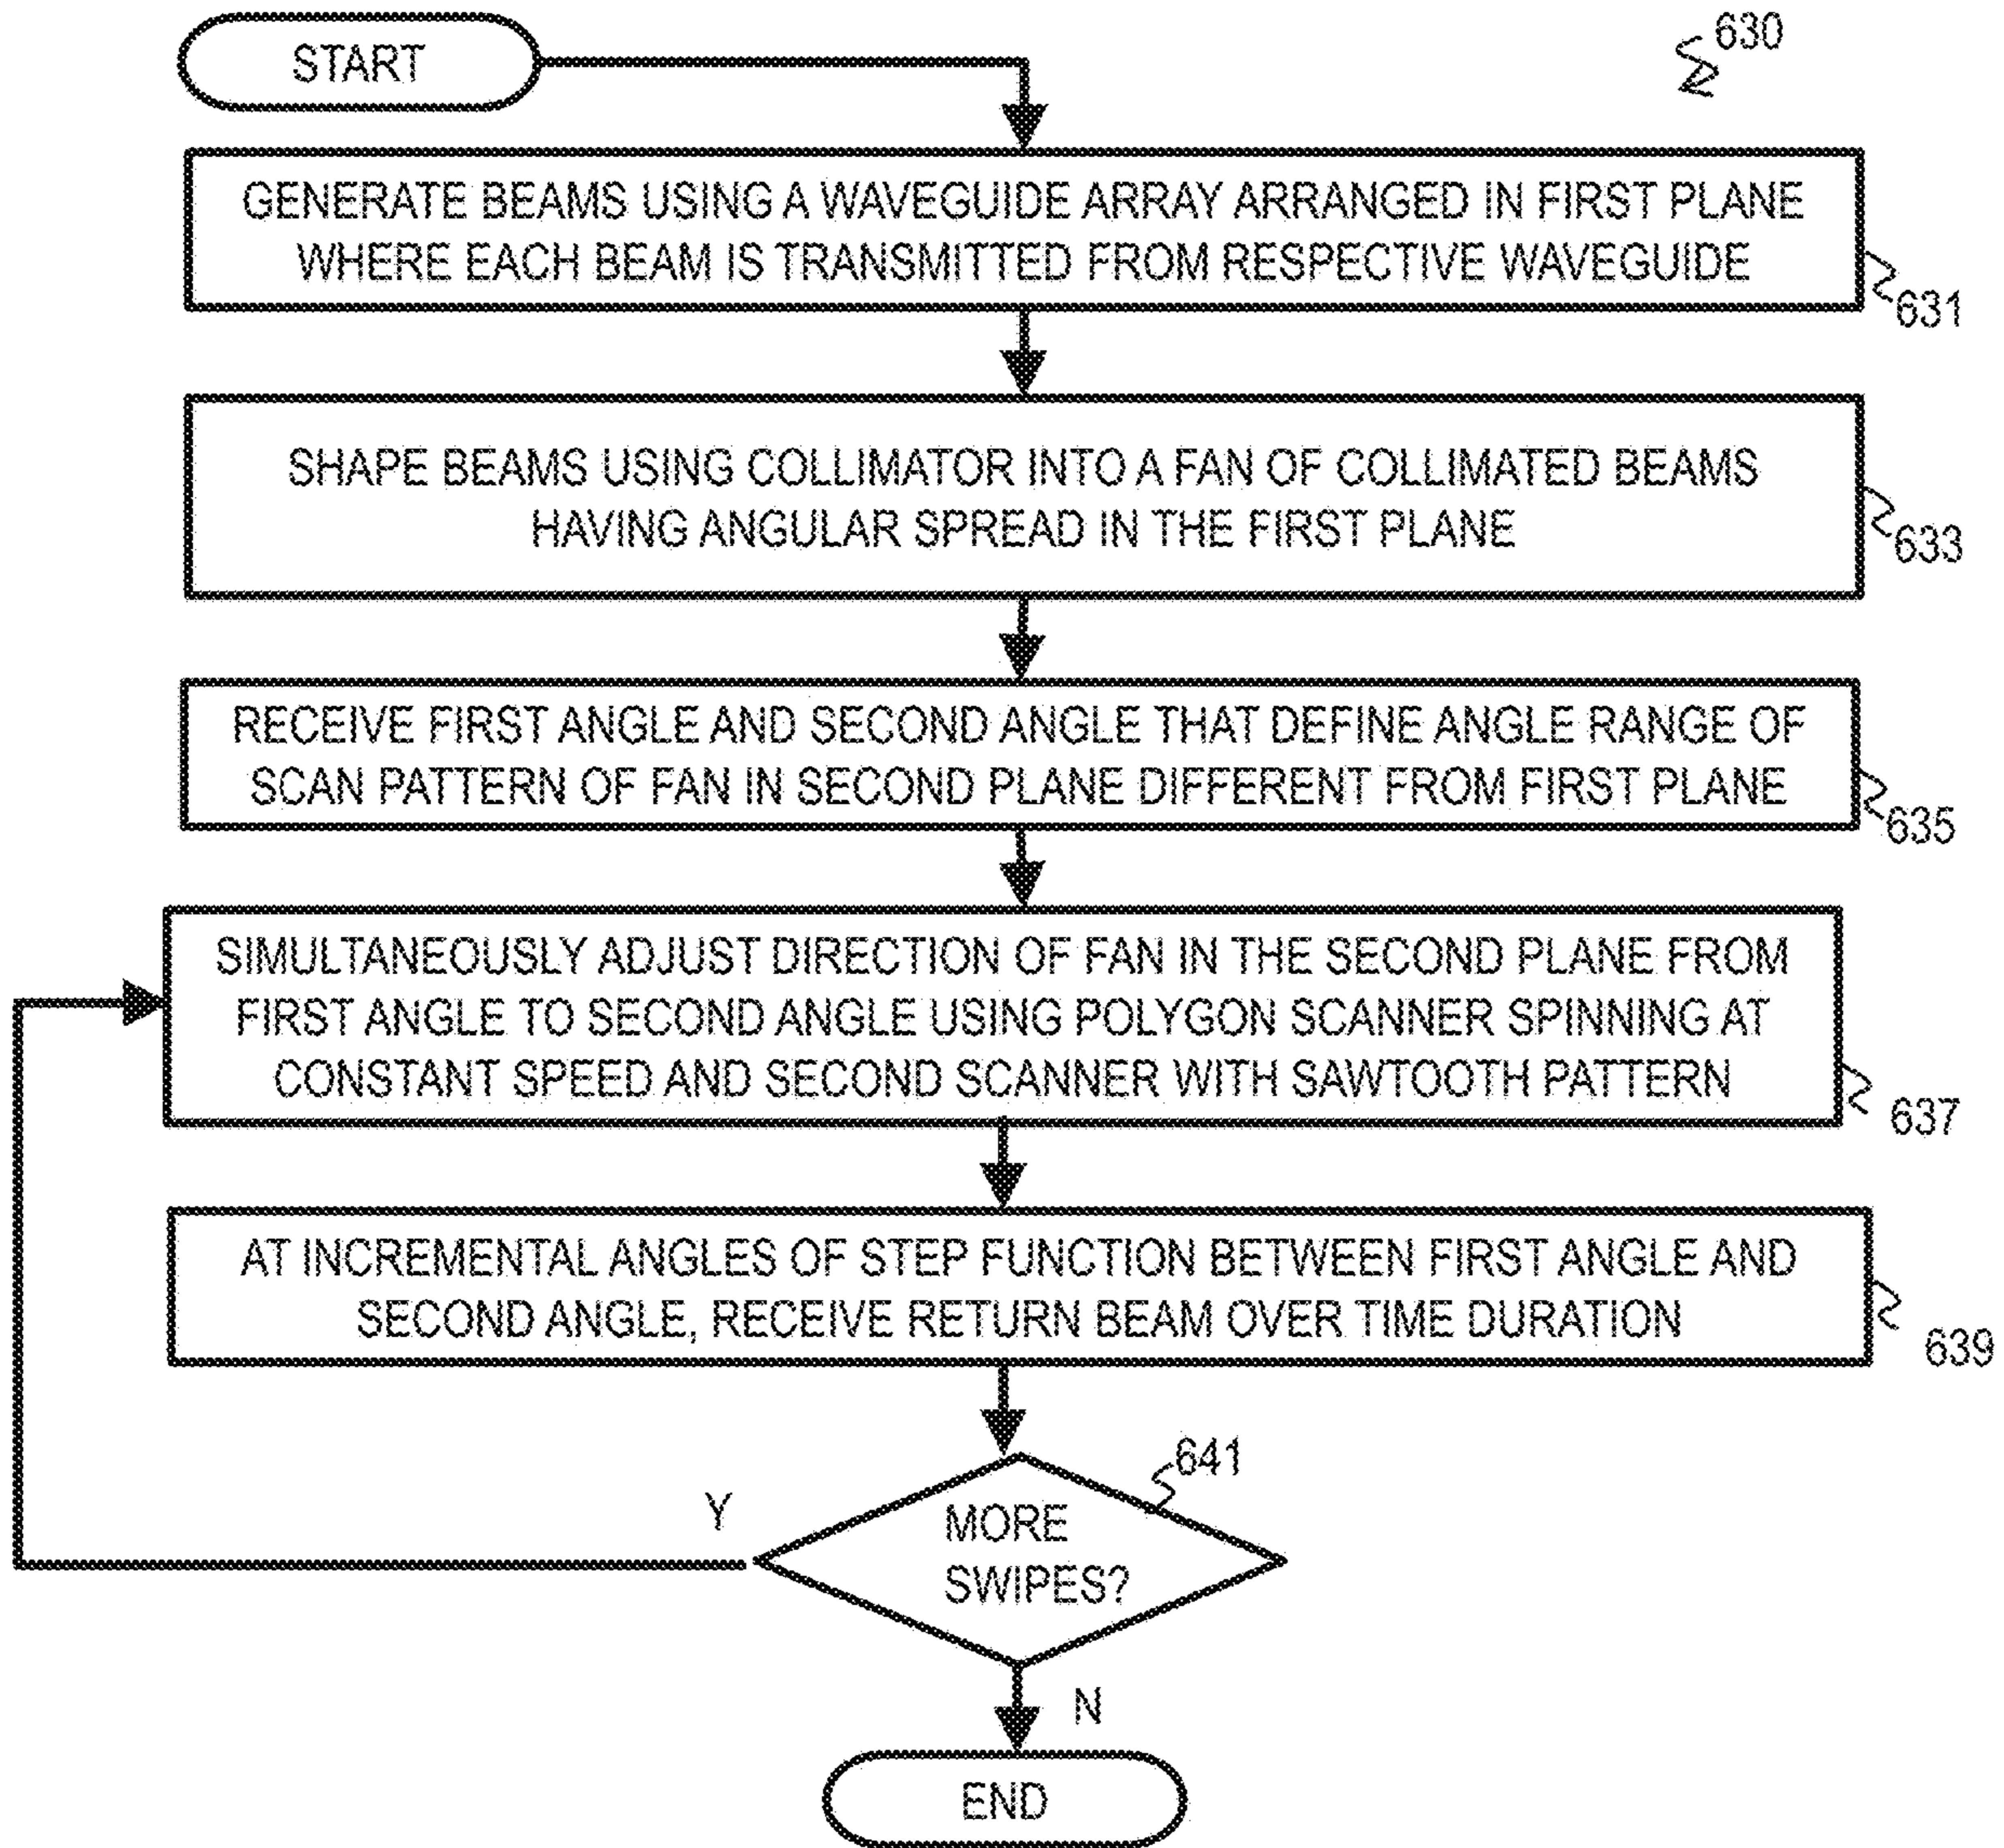 START
630
GENERATE BEAMS USING A WAVEGUIDE ARRAY ARRANGED IN FIRST PLANE
WHERE EACH BEAM IS TRANSMITTED FROM RESPECTIVE WAVEGUIDE
631
SHAPE BEAMS USING COLLIMATOR INTO A FAN OF COLLIMATED BEAMS
HAVING ANGULAR SPREAD IN THE FIRST PLANE
633
RECEIVE FIRST ANGLE AND SECOND ANGLE THAT DEFINE ANGLE RANGE OF
SCAN PATTERN OF FAN IN SECOND PLANE DIFFERENT FROM FIRST PLANE
635
SIMULTANEOUSLY ADJUST DIRECTION OF FAN IN THE SECOND PLANE FROM
FIRST ANGLE TO SECOND ANGLE USING POLYGON SCANNER SPINNING AT
CONSTANT SPEED AND SECOND SCANNER WITH SAWTOOTH PATTERN
637
AT INCREMENTAL ANGLES OF STEP FUNCTION BETWEEN FIRST ANGLE AND
SECOND ANGLE, RECEIVE RETURN BEAM OVER TIME DURATION
639
641
Y
MORE
SWIPES?
N
END